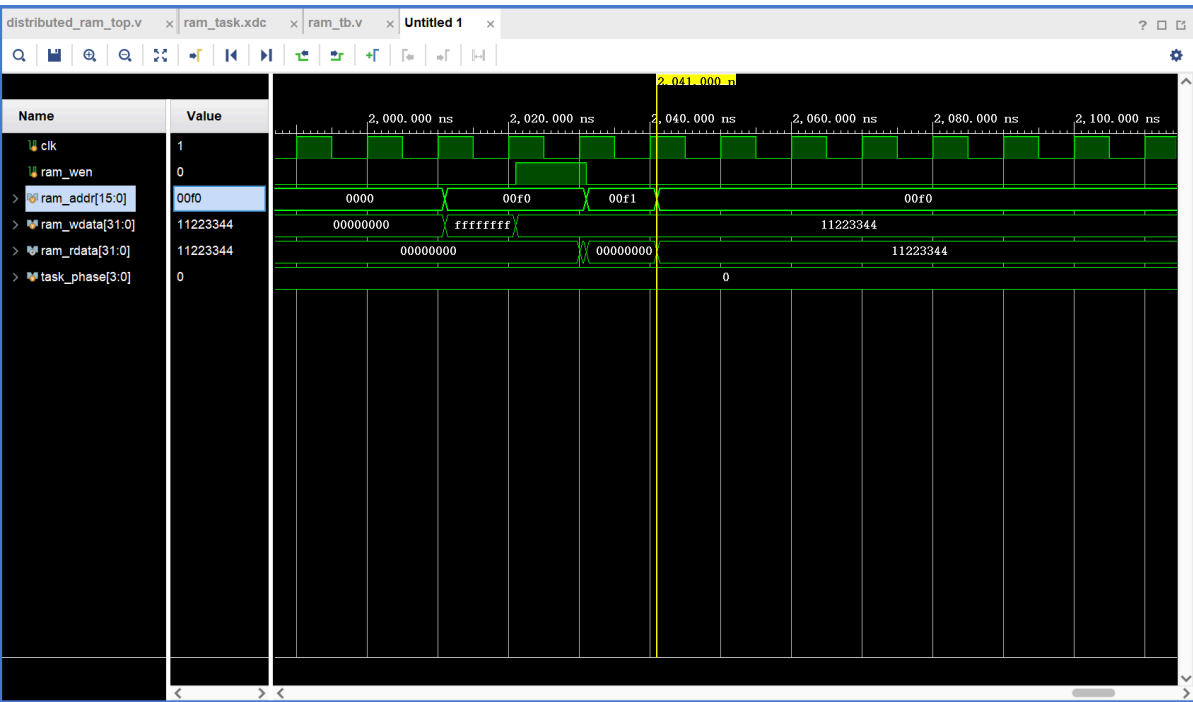 distributed_ram_top.v × ram_task.xdc × ram_tb.v × Untitled 1 ×
2,041.000 n
Name Value 2,000.000 ns 2,020.000 ns 2,040.000 ns 2,060.000 ns 2,080.000 ns 2,100.000 ns
clk 1
ram_wen 0
ram_addr[15:0] 00f0 0000 00f0 00f1 00f0
ram_wdata[31:0] 11223344 00000000 ffffffff 11223344
ram_rdata[31:0] 11223344 00000000 00000000 11223344
task_phase[3:0] 0 0